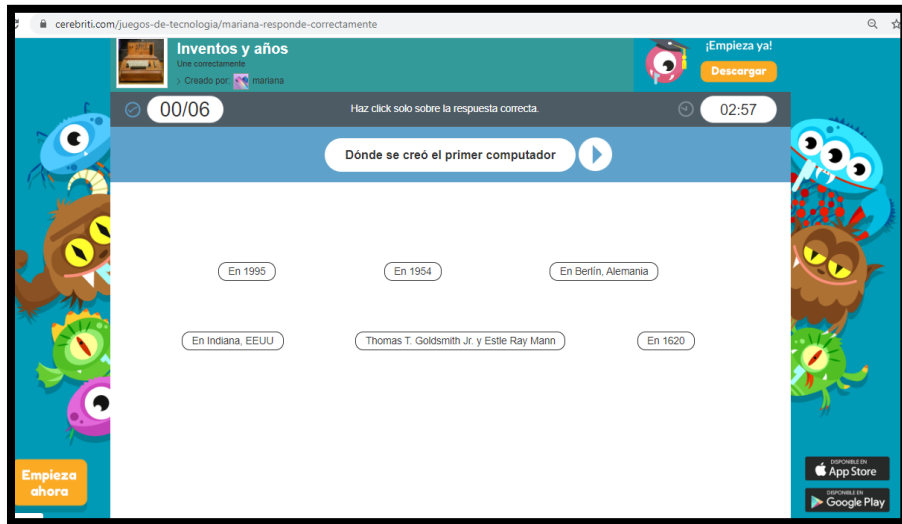 cerebriti.com/juegos-de-tecnologia/mariana-responde-correctamente
Inventos y años
Une correctamente
> Creado por: mariana
¡Empieza ya!
Descargar
00/06
Haz click solo sobre la respuesta correcta.
02:57
Dónde se creó el primer computador
En 1995
En 1954
En Berlín, Alemania
En Indiana, EEUU
Thomas T. Goldsmith Jr. y Estle Ray Mann
En 1620
Empieza
ahora
DISPONIBLE EN
App Store
DISPONIBLE EN
Google Play